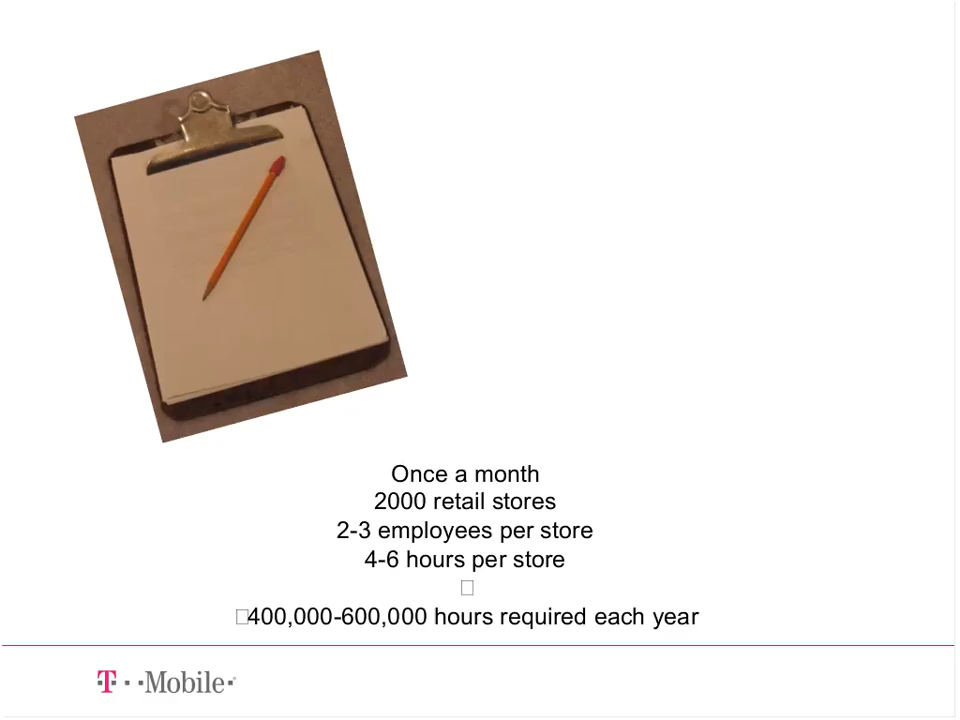 Once a month
2000 retail stores
2-3 employees per store
4-6 hours per store
400,000-600,000 hours required each year
T··Mobile·